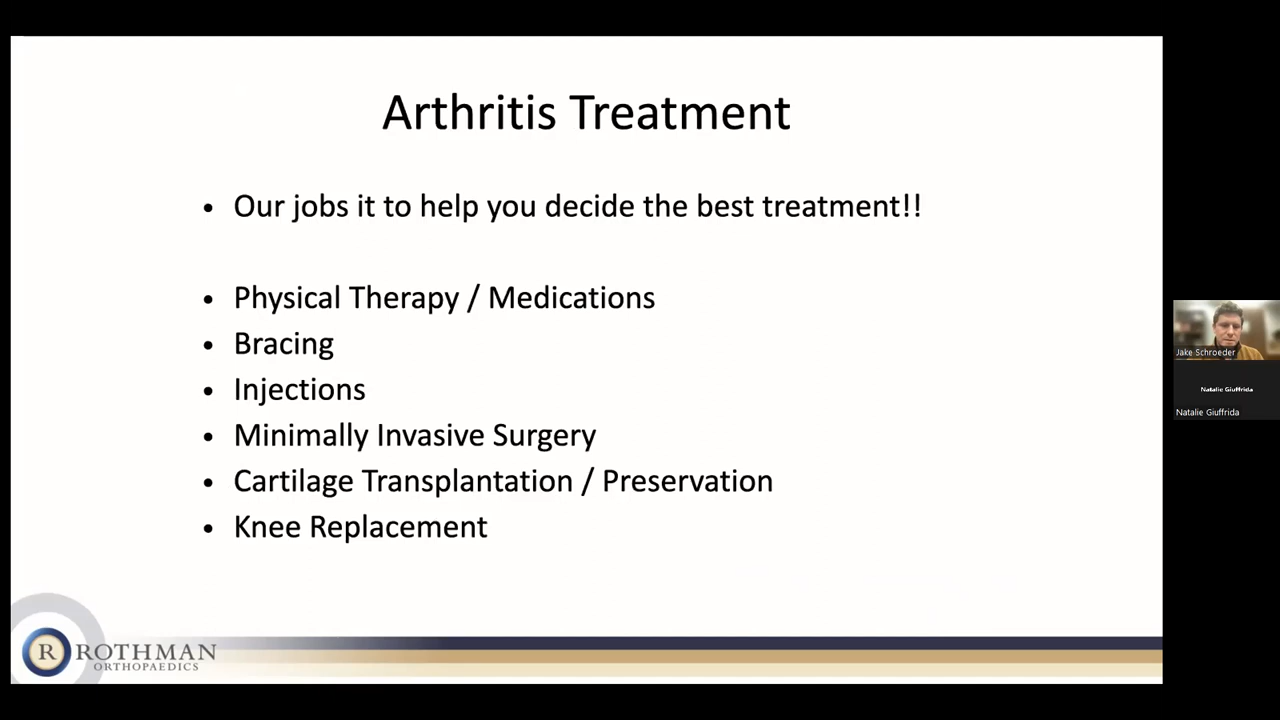 Arthritis Treatment
• Our jobs it to help you decide the best treatment!!
• Physical Therapy / Medications
• Bracing
• Injections
• Minimally Invasive Surgery
• Cartilage Transplantation / Preservation
• Knee Replacement
R ROTHMAN
ORTHOPAEDICS
Jake Schroeder
Natalie Giuffrida
Natalie Giuffrida